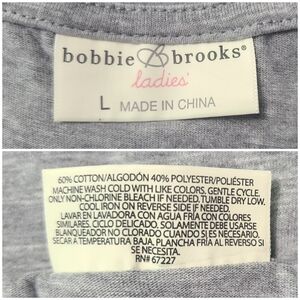 bobbie brooks®
ladies'
L MADE IN CHINA
60% COTTON/ALGODÓN 40% POLYESTER/POLIÉSTER
MACHINE WASH COLD WITH LIKE COLORS. GENTLE CYCLE.
ONLY NON-CHLORINE BLEACH IF NEEDED. TUMBLE DRY LOW.
COOL IRON ON REVERSE SIDE IF NEEDED.
LAVAR EN LAVADORA CON AGUA FRÍA CON COLORES
SIMILARES. CICLO DELICADO. SOLAMENTE DEBE USARSE
BLANQUEADOR NO CLORADO CUANDO SEA NECESARIO.
SECAR A TEMPERATURA BAJA. PLANCHA FRÍA AL REVERSO SI
SE NECESITA.
RN# 67227